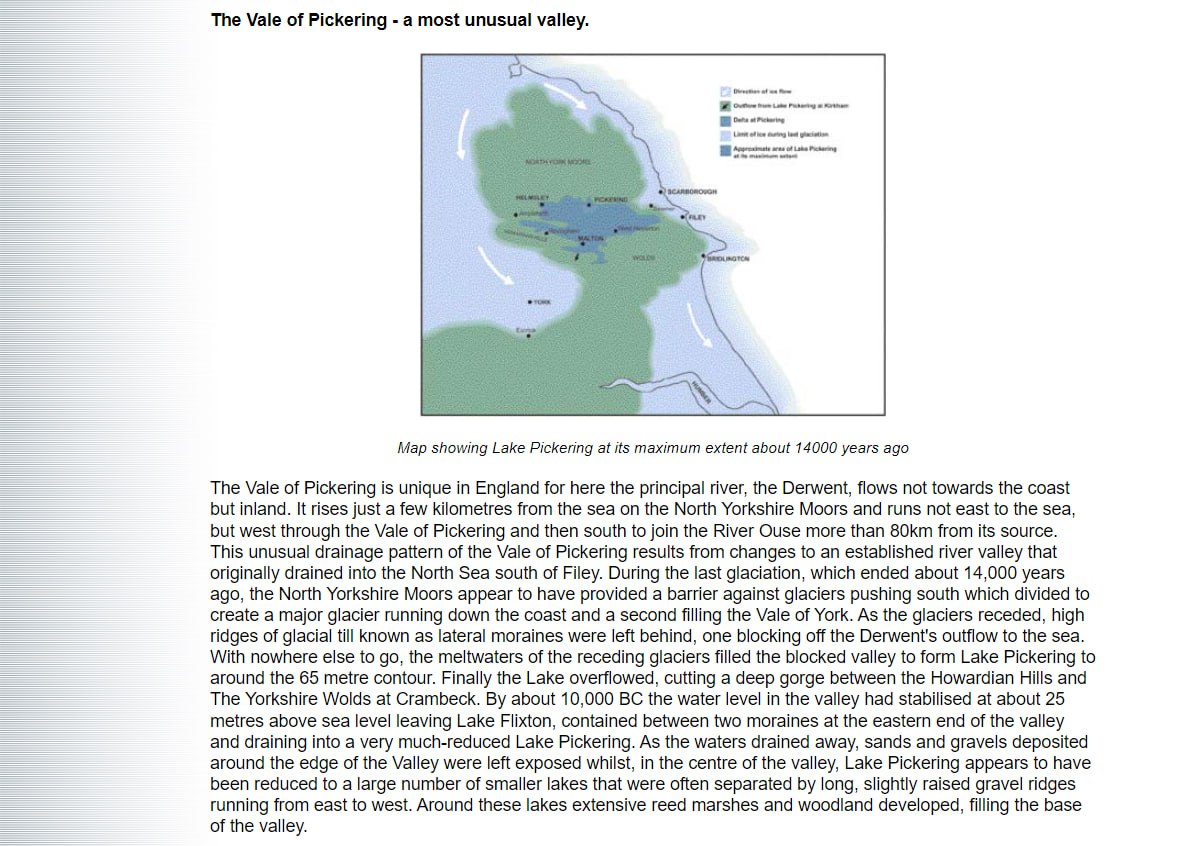 The Vale of Pickering - a most unusual valley.
Direction of ice flow
Outflow from Lake Pickering at Kirkham
Delta at Pickering
Limit of ice during last glaciation
Approximate area of Lake Pickering
at its maximum extent
NORTH YORK MOORS
SCARBOROUGH
HELMSLEY
PICKERING
FILEY
MALTON
WOLDS
BRIDLINGTON
YORK
Escrick
HUMBER
Map showing Lake Pickering at its maximum extent about 14000 years ago
The Vale of Pickering is unique in England for here the principal river, the Derwent, flows not towards the coast
but inland. It rises just a few kilometres from the sea on the North Yorkshire Moors and runs not east to the sea,
but west through the Vale of Pickering and then south to join the River Ouse more than 80km from its source.
This unusual drainage pattern of the Vale of Pickering results from changes to an established river valley that
originally drained into the North Sea south of Filey. During the last glaciation, which ended about 14,000 years
ago, the North Yorkshire Moors appear to have provided a barrier against glaciers pushing south which divided to
create a major glacier running down the coast and a second filling the Vale of York. As the glaciers receded, high
ridges of glacial till known as lateral moraines were left behind, one blocking off the Derwent's outflow to the sea.
With nowhere else to go, the meltwaters of the receding glaciers filled the blocked valley to form Lake Pickering to
around the 65 metre contour. Finally the Lake overflowed, cutting a deep gorge between the Howardian Hills and
The Yorkshire Wolds at Crambeck. By about 10,000 BC the water level in the valley had stabilised at about 25
metres above sea level leaving Lake Flixton, contained between two moraines at the eastern end of the valley
and draining into a very much-reduced Lake Pickering. As the waters drained away, sands and gravels deposited
around the edge of the Valley were left exposed whilst, in the centre of the valley, Lake Pickering appears to have
been reduced to a large number of smaller lakes that were often separated by long, slightly raised gravel ridges
running from east to west. Around these lakes extensive reed marshes and woodland developed, filling the base
of the valley.